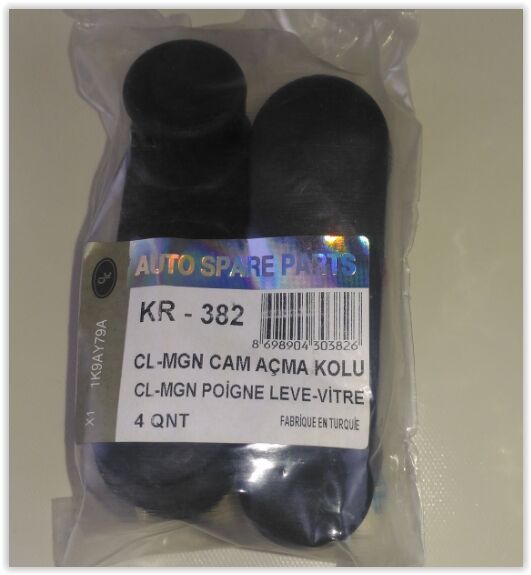 AUTO SPARE PARTS
KR - 382
8 698904 303826
CL-MGN CAM AÇMA KOLU
CL-MGN POİGNE LEVE-VİTRE
4 QNT
FABRİQUE EN TURQUİE
X1 1K9AY79A